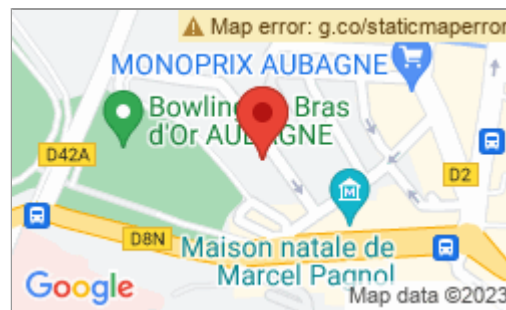 Map error: g.co/staticmaperror
MONOPRIX AUBAGNE
Bowling Bras
d'Or AUBAGNE
D42A
D2
D8N
Maison natale de
Marcel Pagnol
Google
Map data ©2023